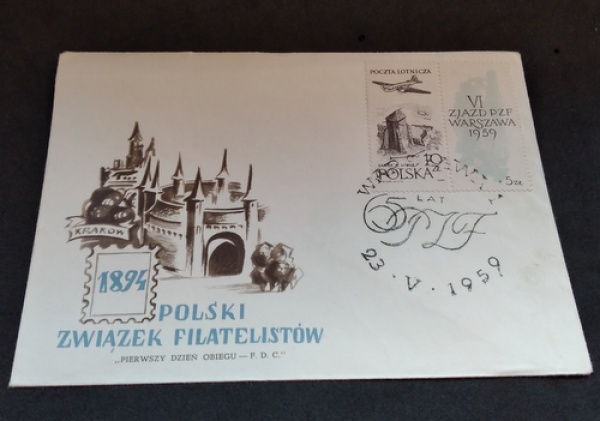 POCZTA LOTNICZA
10 ZŁ
POLSKA
VI
ZJAZD PZF
WARSZAWA
1959
5 ZŁ
65 LAT
PZF
23.V.1959
KRAKÓW
1894
POLSKI
ZWIĄZEK FILATELISTÓW
„PIERWSZY DZIEŃ OBIEGU — F. D. C."